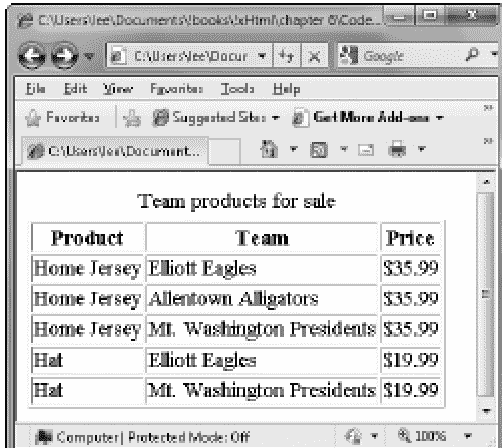 C:\Users\lee\Documents\!books\!xHtml\chapter 6\Code...
C:\Users\lee\Docur
Google
File Edit View Favorites Tools Help
Favorites Suggested Sites Get More Add-ons
C:\Users\lee\Document...
Team products for sale
Product Team Price
Home Jersey Elliott Eagles $35.99
Home Jersey Allentown Alligators $35.99
Home Jersey Mt. Washington Presidents $35.99
Hat Elliott Eagles $19.99
Hat Mt. Washington Presidents $19.99
Computer | Protected Mode: Off 100%